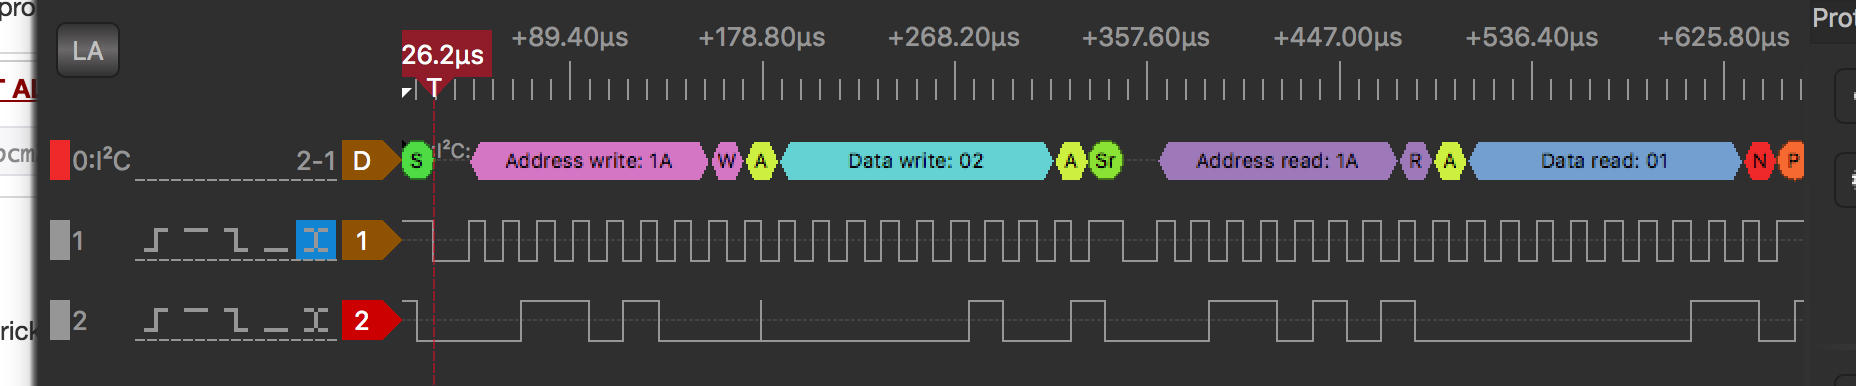 pro
LA
26.2µs
+89.40µs +178.80µs +268.20µs +357.60µs +447.00µs +536.40µs +625.80µs
Prot
T
T AL
0:I²C 2-1 D S I²C: Address write: 1A W A Data write: 02 A Sr Address read: 1A R A Data read: 01 N P
ocm
1 1
2 2
rick